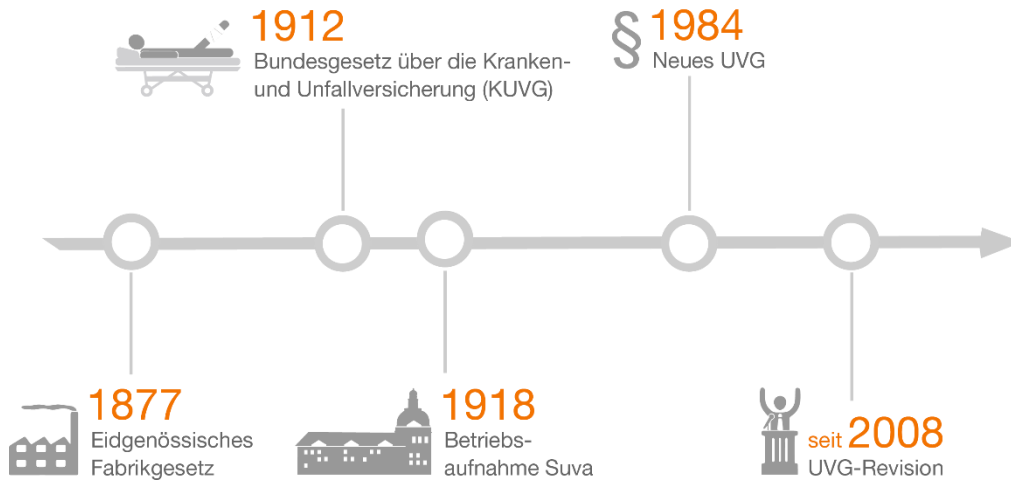 1912
Bundesgesetz über die Kranken-
und Unfallversicherung (KUVG)
§
1984
Neues UVG
1877
Eidgenössisches
Fabrikgesetz
1918
Betriebs-
aufnahme Suva
seit 2008
UVG-Revision